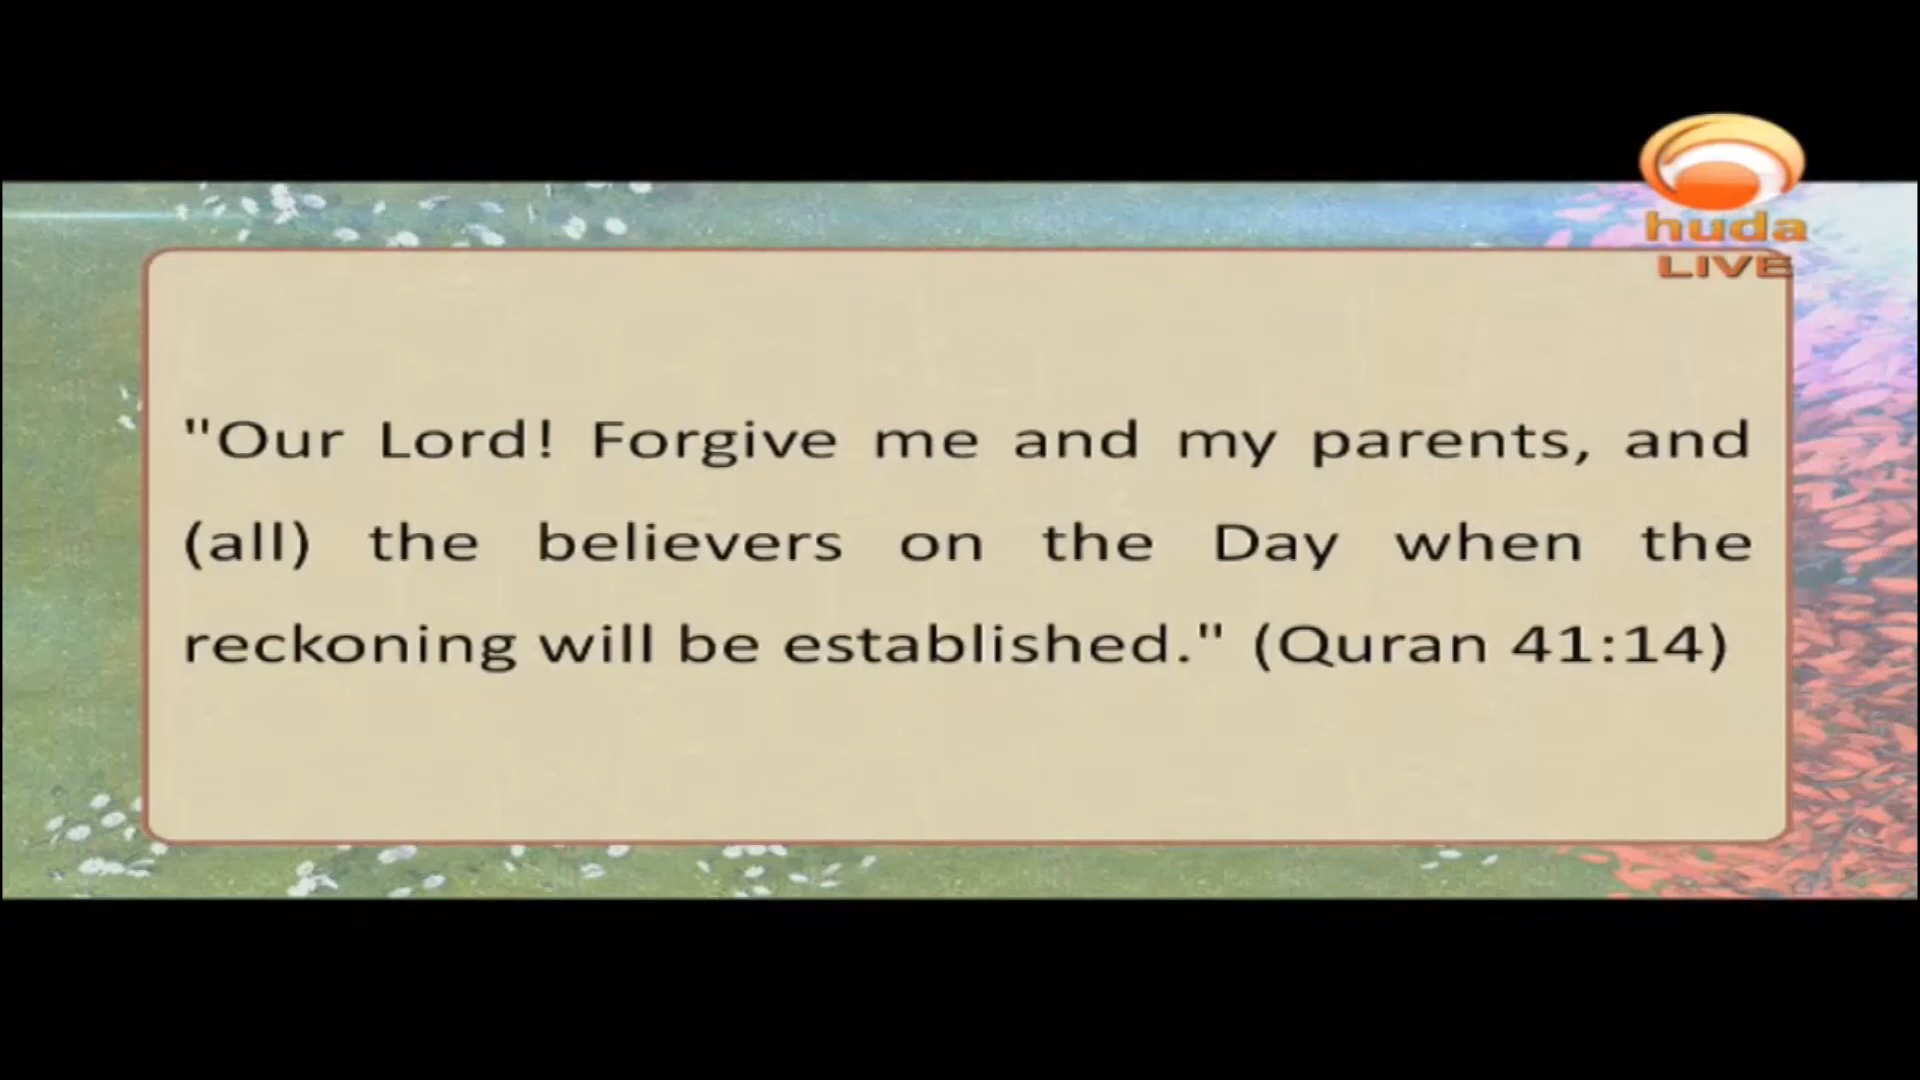 huda
LIVE
"Our Lord! Forgive me and my parents, and
(all) the believers on the Day when the
reckoning will be established." (Quran 41:14)